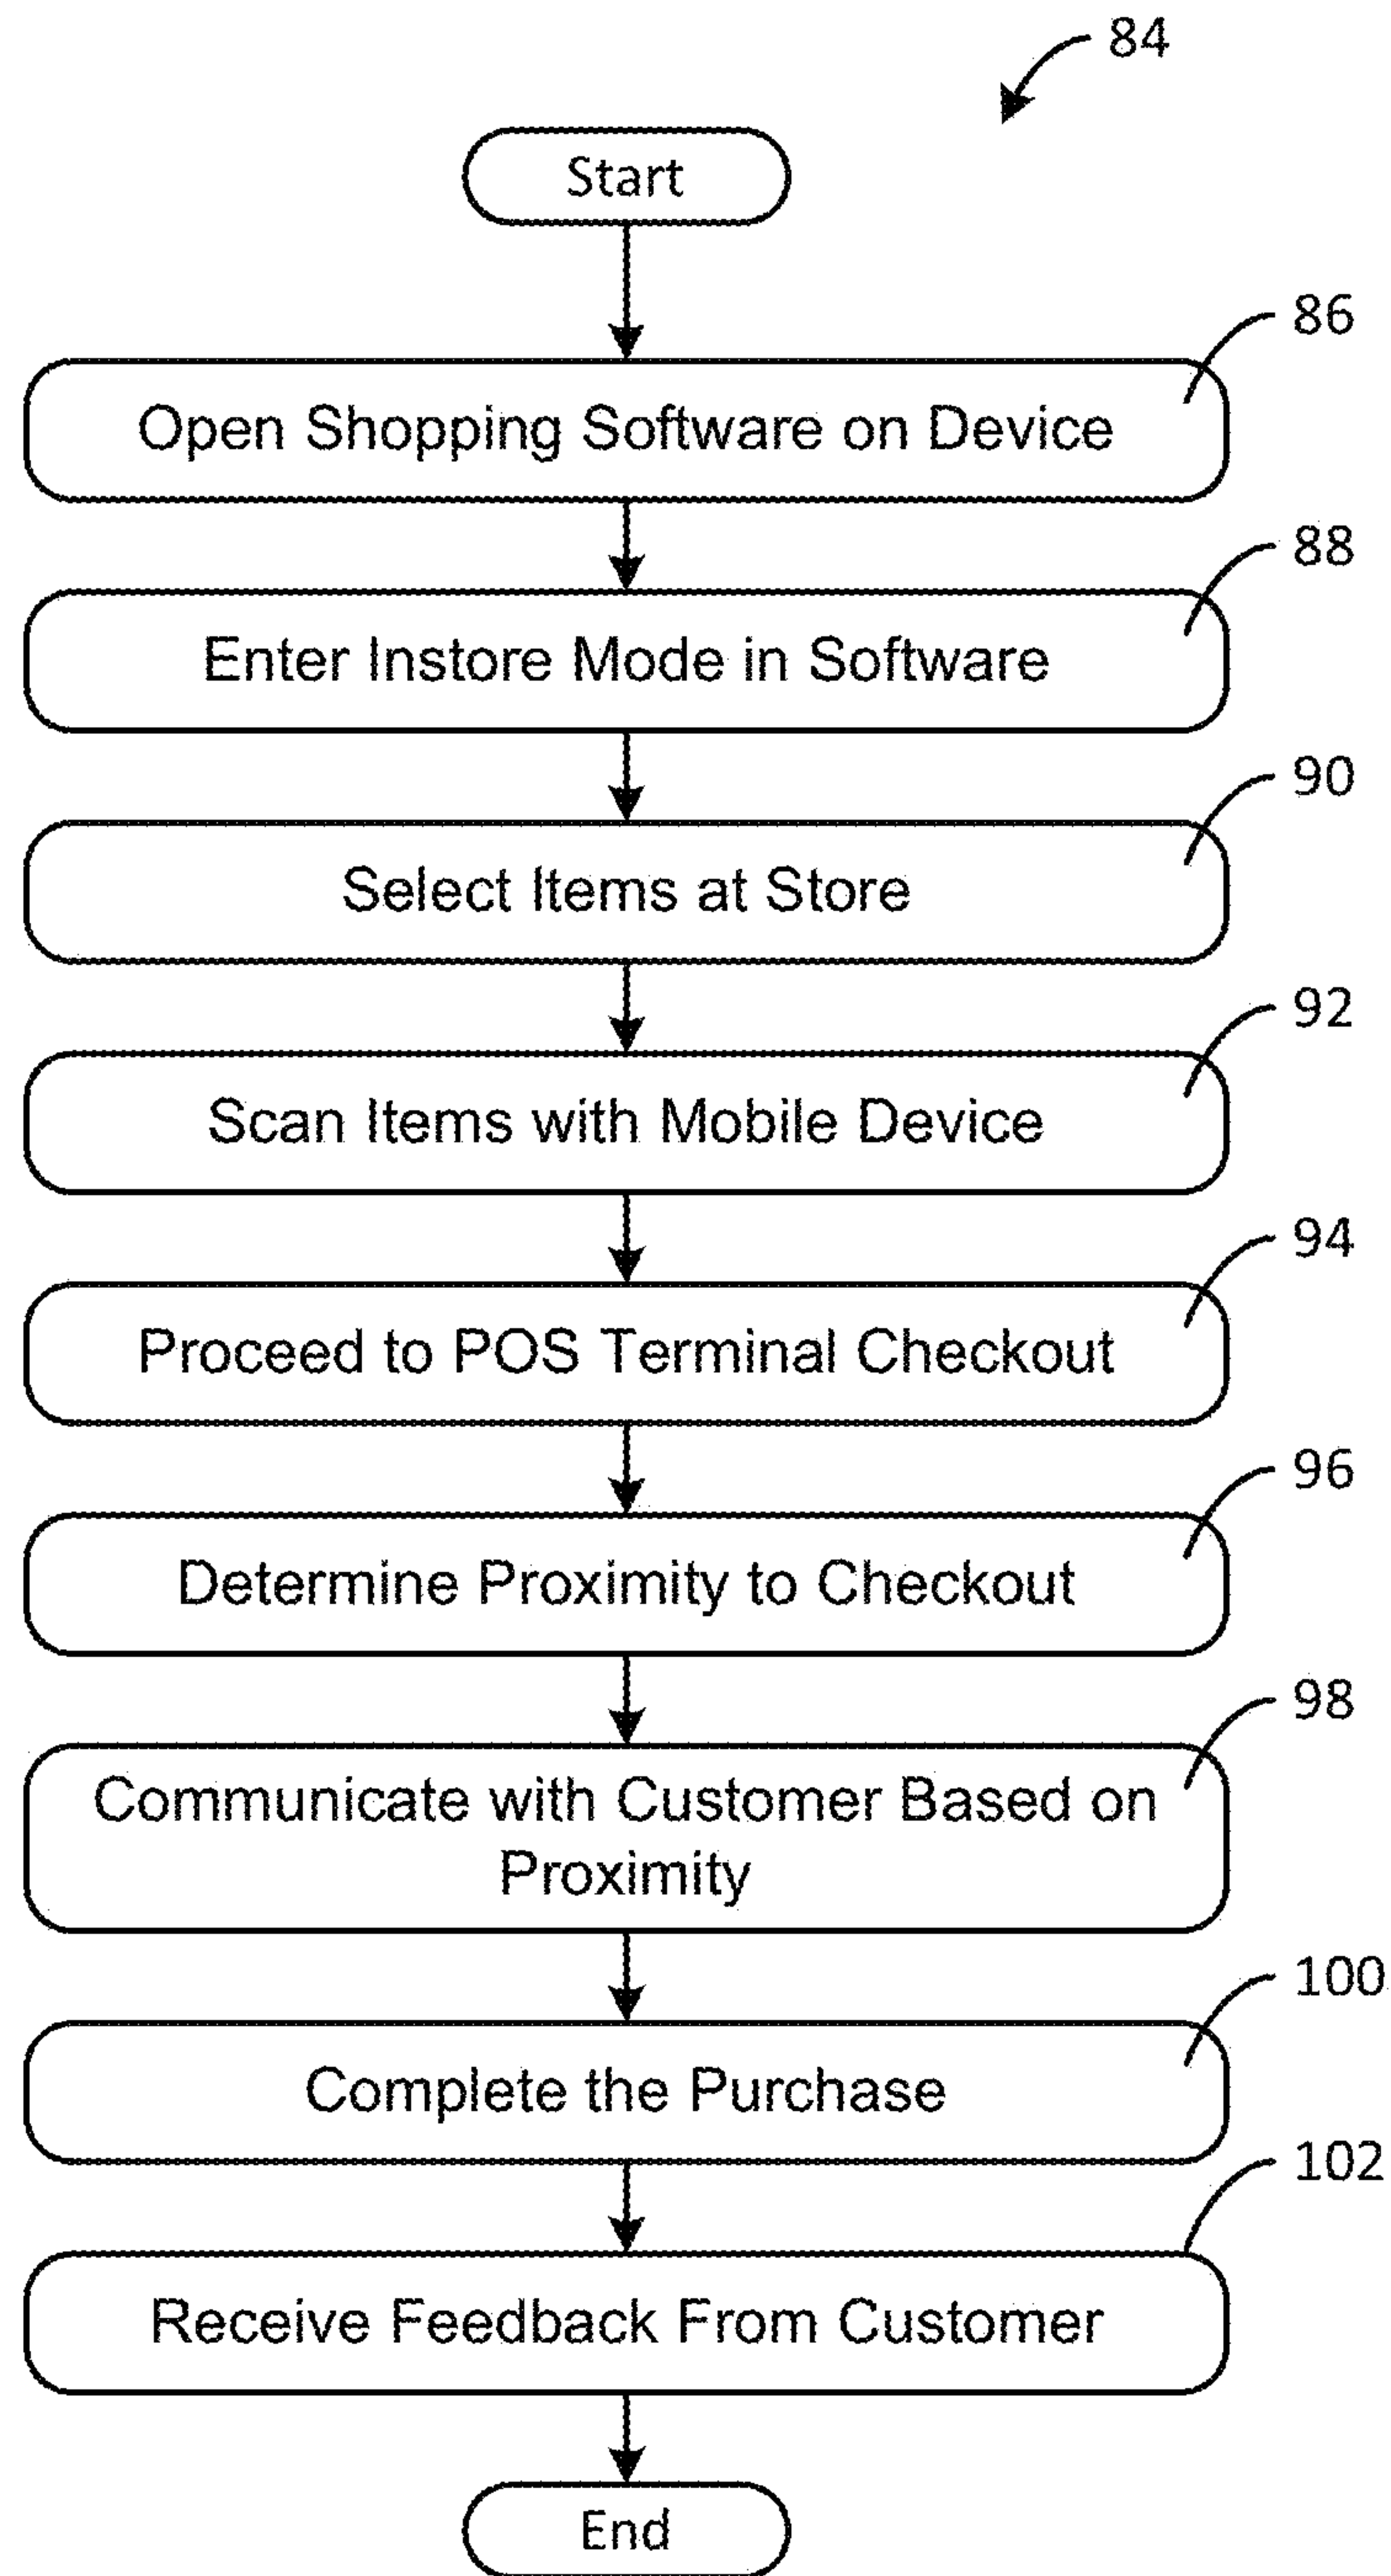 84
Start
86
Open Shopping Software on Device
88
Enter Instore Mode in Software
90
Select Items at Store
92
Scan Items with Mobile Device
94
Proceed to POS Terminal Checkout
96
Determine Proximity to Checkout
98
Communicate with Customer Based on
Proximity
100
Complete the Purchase
102
Receive Feedback From Customer
End